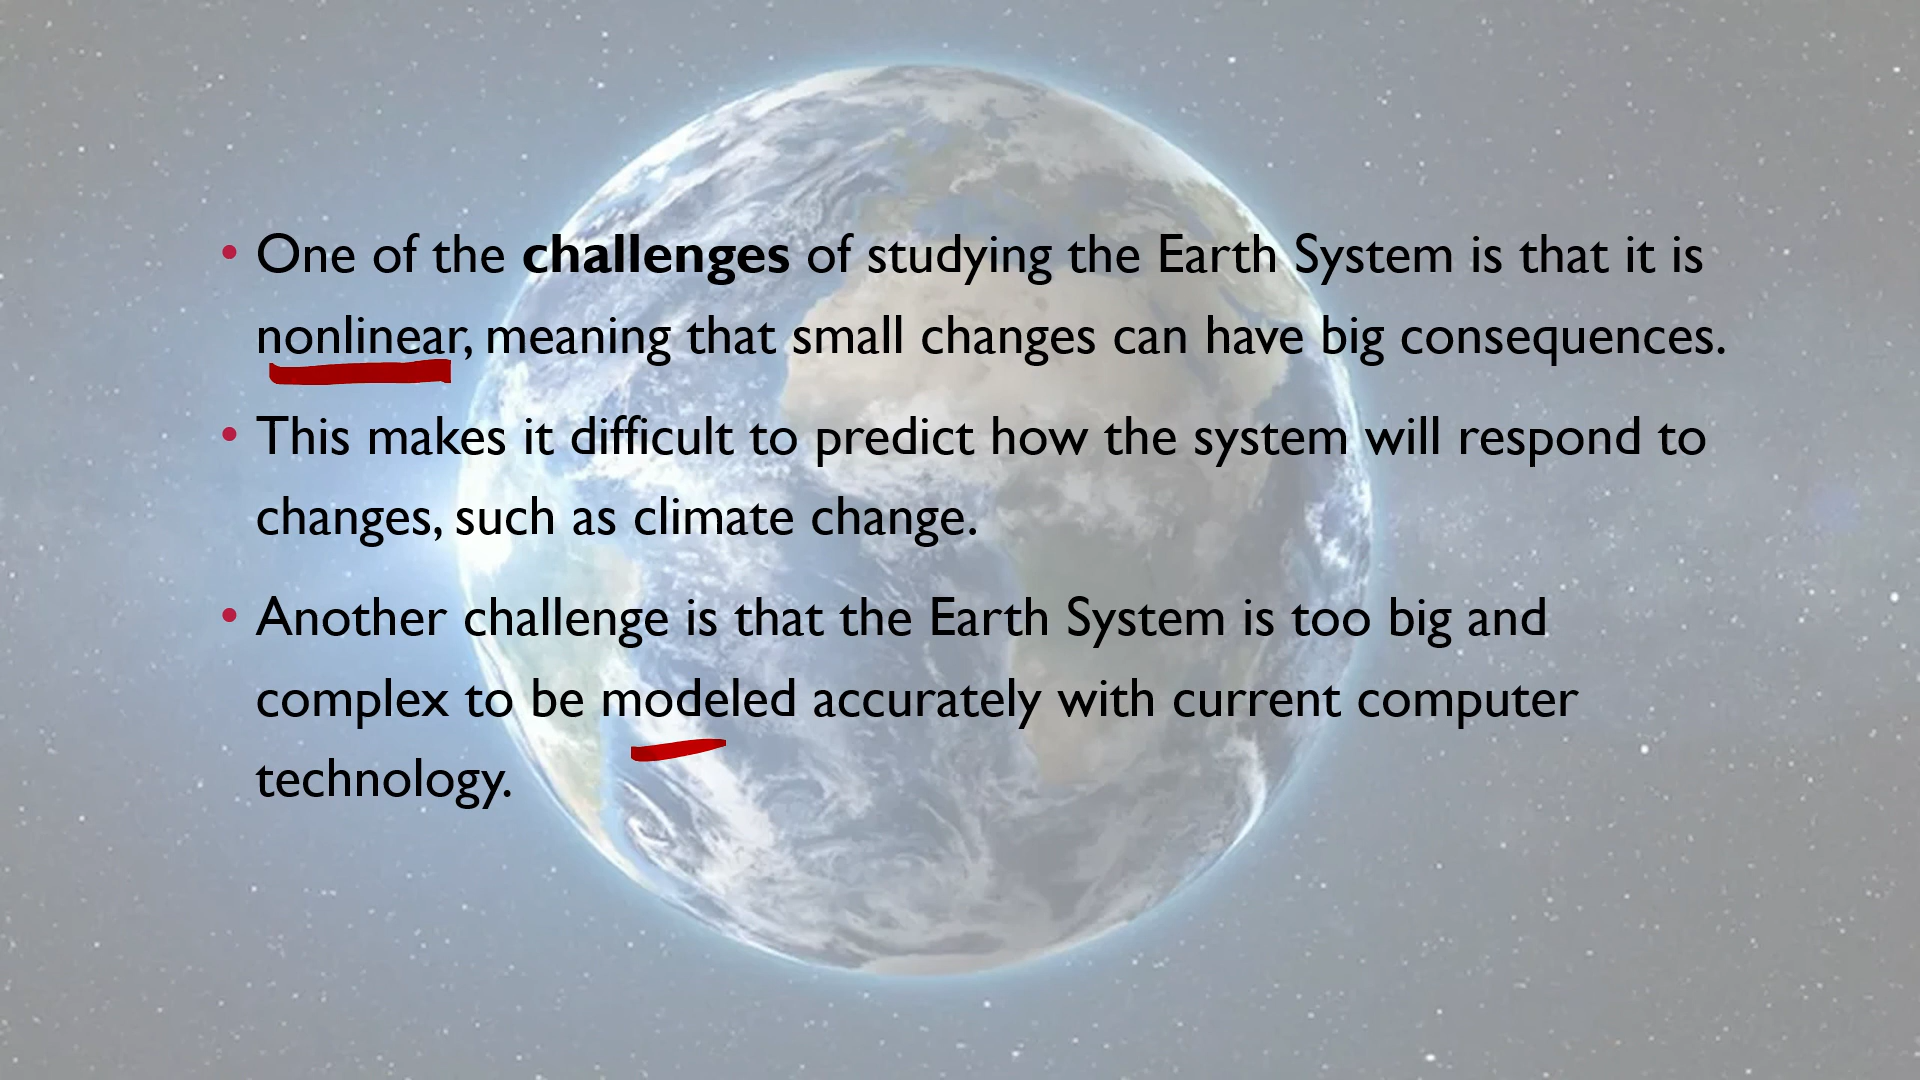 • One of the challenges of studying the Earth System is that it is
nonlinear, meaning that small changes can have big consequences.
• This makes it difficult to predict how the system will respond to
changes, such as climate change.
• Another challenge is that the Earth System is too big and
complex to be modeled accurately with current computer
technology.